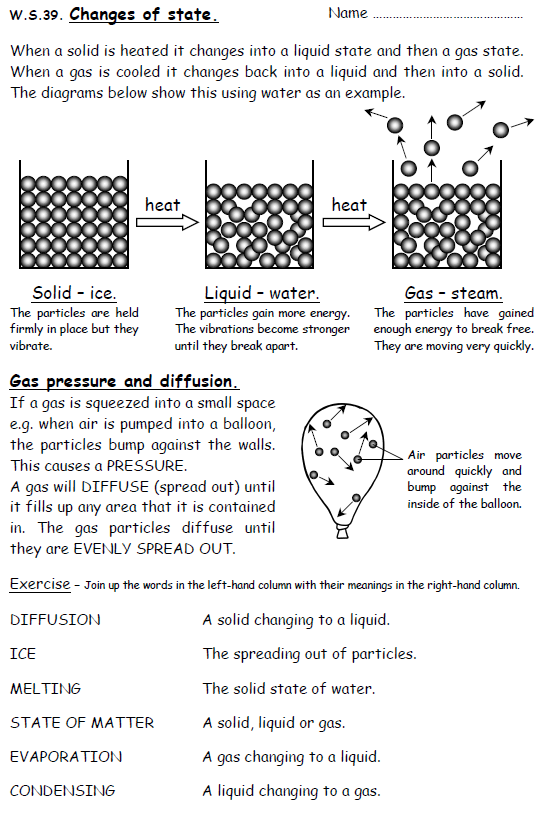 W.S.39. Changes of state. Name ................................................
When a solid is heated it changes into a liquid state and then a gas state.
When a gas is cooled it changes back into a liquid and then into a solid.
The diagrams below show this using water as an example.
heat heat
Solid – ice. Liquid – water. Gas – steam.
The particles are held
firmly in place but they
vibrate.
The particles gain more energy.
The vibrations become stronger
until they break apart.
The particles have gained
enough energy to break free.
They are moving very quickly.
Gas pressure and diffusion.
If a gas is squeezed into a small space
e.g. when air is pumped into a balloon,
the particles bump against the walls.
This causes a PRESSURE.
A gas will DIFFUSE (spread out) until
it fills up any area that it is contained
in. The gas particles diffuse until
they are EVENLY SPREAD OUT.
Air particles move
around quickly and
bump against the
inside of the balloon.
Exercise – Join up the words in the left-hand column with their meanings in the right-hand column.
DIFFUSION A solid changing to a liquid.
ICE The spreading out of particles.
MELTING The solid state of water.
STATE OF MATTER A solid, liquid or gas.
EVAPORATION A gas changing to a liquid.
CONDENSING A liquid changing to a gas.